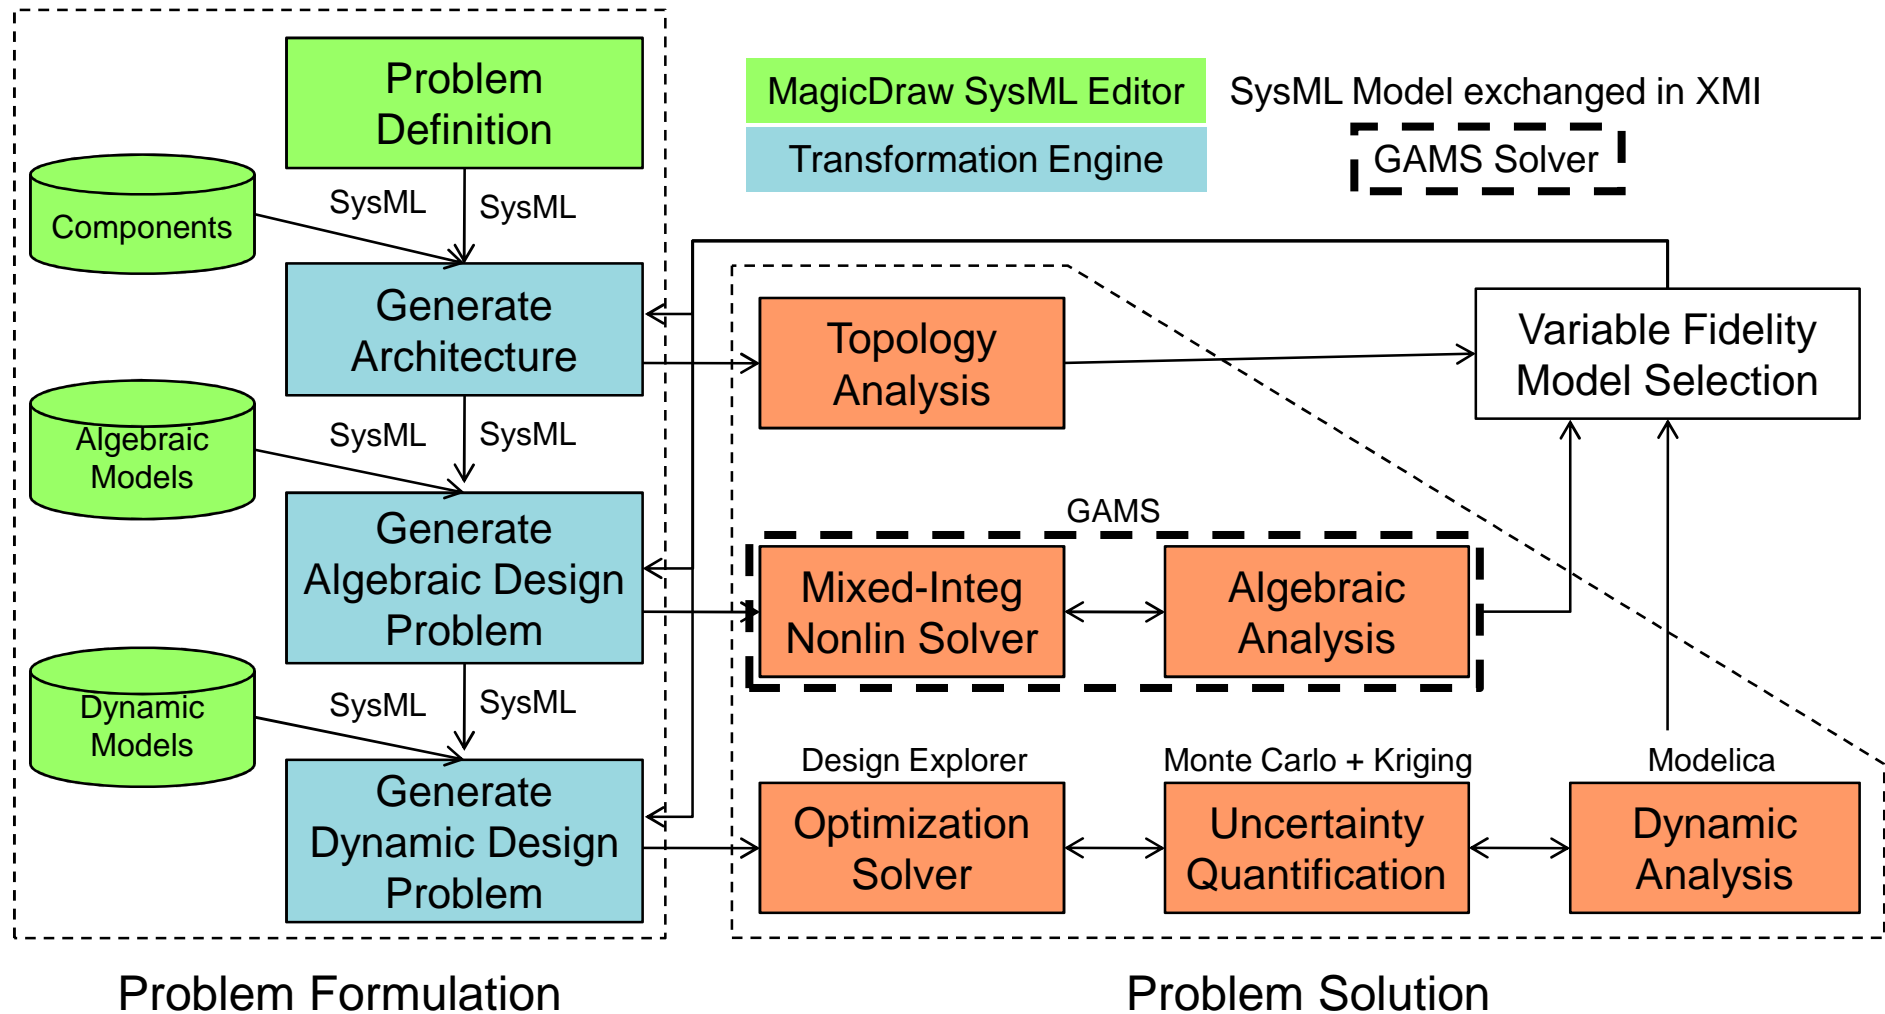 Problem
Definition
MagicDraw SysML Editor
SysML Model exchanged in XMI
Transformation Engine
GAMS Solver
Components
SysML
SysML
Generate
Architecture
Topology
Analysis
Variable Fidelity
Model Selection
Algebraic
Models
SysML
SysML
GAMS
Generate
Algebraic Design
Problem
Mixed-Integ
Nonlin Solver
Algebraic
Analysis
Dynamic
Models
SysML
SysML
Design Explorer
Monte Carlo + Kriging
Modelica
Generate
Dynamic Design
Problem
Optimization
Solver
Uncertainty
Quantification
Dynamic
Analysis
Problem Formulation
Problem Solution